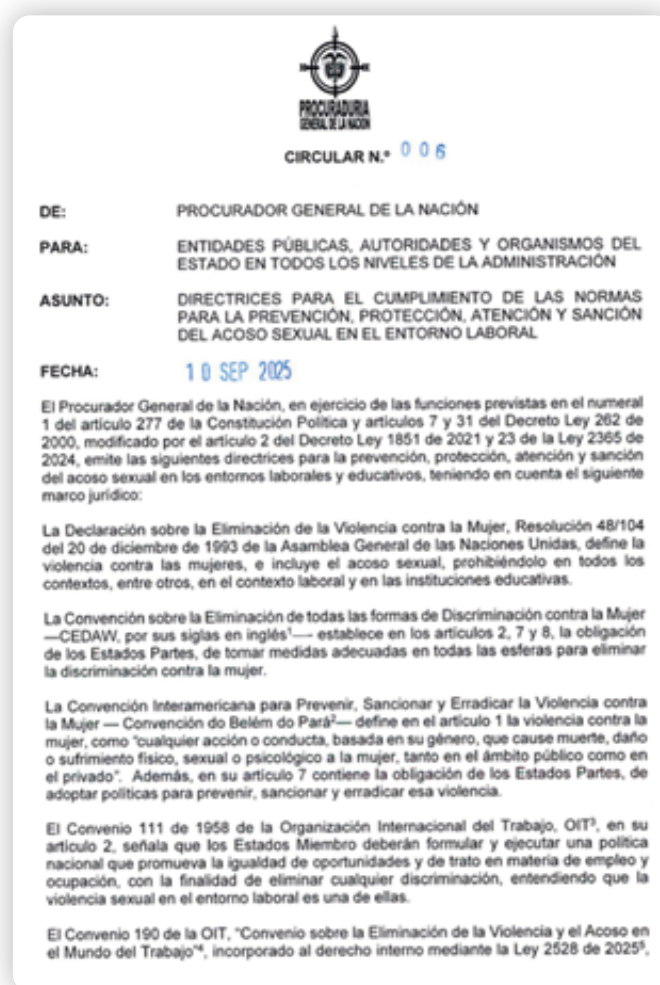 PROCURADURIA
GENERAL DE LA NACION
CIRCULAR N.º 006
DE: PROCURADOR GENERAL DE LA NACIÓN
PARA: ENTIDADES PÚBLICAS, AUTORIDADES Y ORGANISMOS DEL
ESTADO EN TODOS LOS NIVELES DE LA ADMINISTRACIÓN
ASUNTO: DIRECTRICES PARA EL CUMPLIMIENTO DE LAS NORMAS
PARA LA PREVENCIÓN, PROTECCIÓN, ATENCIÓN Y SANCIÓN
DEL ACOSO SEXUAL EN EL ENTORNO LABORAL
FECHA: 10 SEP 2025
El Procurador General de la Nación, en ejercicio de las funciones previstas en el numeral
1 del artículo 277 de la Constitución Política y artículos 7 y 31 del Decreto Ley 262 de
2000, modificado por el artículo 2 del Decreto Ley 1851 de 2021 y 23 de la Ley 2365 de
2024, emite las siguientes directrices para la prevención, protección, atención y sanción
del acoso sexual en los entornos laborales y educativos, teniendo en cuenta el siguiente
marco jurídico:
La Declaración sobre la Eliminación de la Violencia contra la Mujer, Resolución 48/104
del 20 de diciembre de 1993 de la Asamblea General de las Naciones Unidas, define la
violencia contra las mujeres, e incluye el acoso sexual, prohibiéndolo en todos los
contextos, entre otros, en el contexto laboral y en las instituciones educativas.
La Convención sobre la Eliminación de todas las formas de Discriminación contra la Mujer
—CEDAW, por sus siglas en inglés¹— establece en los artículos 2, 7 y 8, la obligación
de los Estados Partes, de tomar medidas adecuadas en todas las esferas para eliminar
la discriminación contra la mujer.
La Convención Interamericana para Prevenir, Sancionar y Erradicar la Violencia contra
la Mujer — Convención do Belém do Pará²— define en el artículo 1 la violencia contra la
mujer, como "cualquier acción o conducta, basada en su género, que cause muerte, daño
o sufrimiento físico, sexual o psicológico a la mujer, tanto en el ámbito público como en
el privado". Además, en su artículo 7 contiene la obligación de los Estados Partes, de
adoptar políticas para prevenir, sancionar y erradicar esa violencia.
El Convenio 111 de 1958 de la Organización Internacional del Trabajo, OIT³, en su
artículo 2, señala que los Estados Miembro deberán formular y ejecutar una política
nacional que promueva la igualdad de oportunidades y de trato en materia de empleo y
ocupación, con la finalidad de eliminar cualquier discriminación, entendiendo que la
violencia sexual en el entorno laboral es una de ellas.
El Convenio 190 de la OIT, "Convenio sobre la Eliminación de la Violencia y el Acoso en
el Mundo del Trabajo"⁴, incorporado al derecho interno mediante la Ley 2528 de 2025⁵,